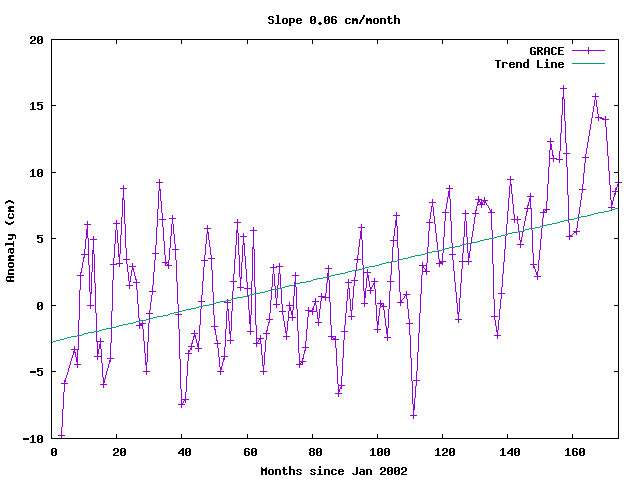 Slope 0.06 cm/month
GRACE
Trend Line
20
15
10
5
0
-5
-10
Anomaly (cm)
0 20 40 60 80 100 120 140 160
Months since Jan 2002